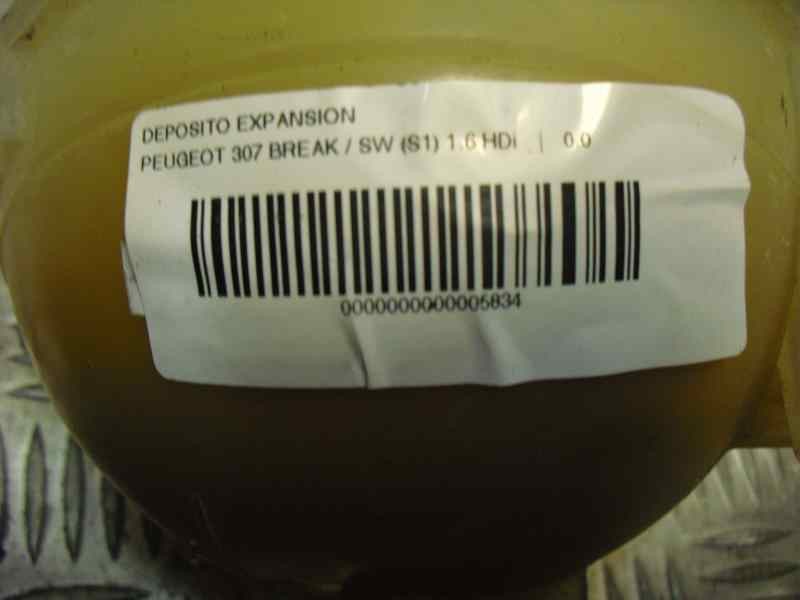 DEPOSITO EXPANSION
PEUGEOT 307 BREAK / SW (S1) 1.6 HDi | 0.0
0000000000005834